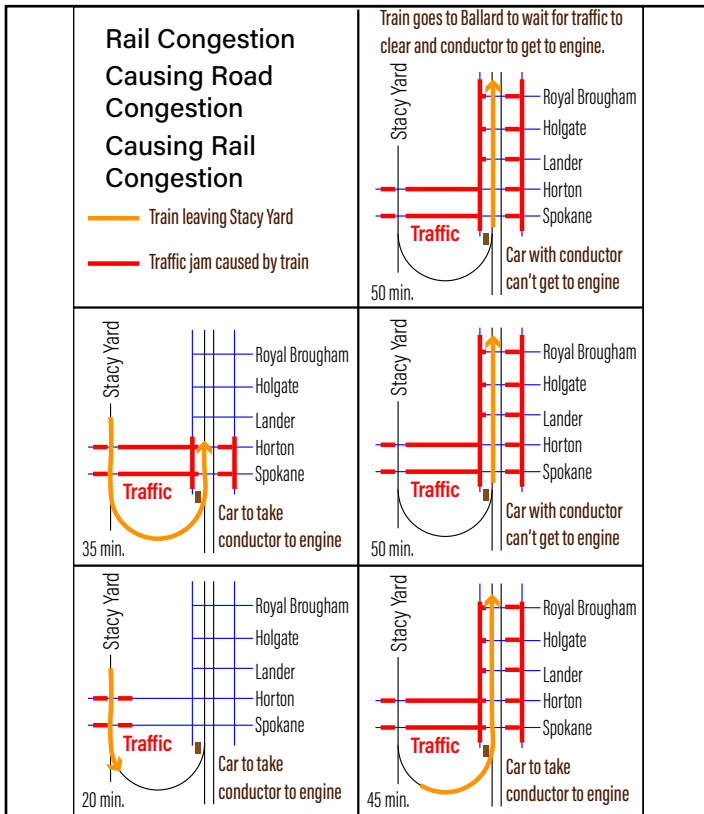 Rail Congestion
Causing Road
Congestion
Causing Rail
Congestion
Train leaving Stacy Yard
Traffic jam caused by train
Train goes to Ballard to wait for traffic to
clear and conductor to get to engine.
Stacy Yard
Royal Brougham
Holgate
Lander
Horton
Spokane
Traffic
Car with conductor
can't get to engine
50 min.
Stacy Yard
Royal Brougham
Holgate
Lander
Horton
Spokane
Traffic
Car to take
conductor to engine
35 min.
Stacy Yard
Royal Brougham
Holgate
Lander
Horton
Spokane
Traffic
Car with conductor
can't get to engine
50 min.
Stacy Yard
Royal Brougham
Holgate
Lander
Horton
Spokane
Traffic
Car to take
conductor to engine
20 min.
Stacy Yard
Royal Brougham
Holgate
Lander
Horton
Spokane
Traffic
Car to take
conductor to engine
45 min.